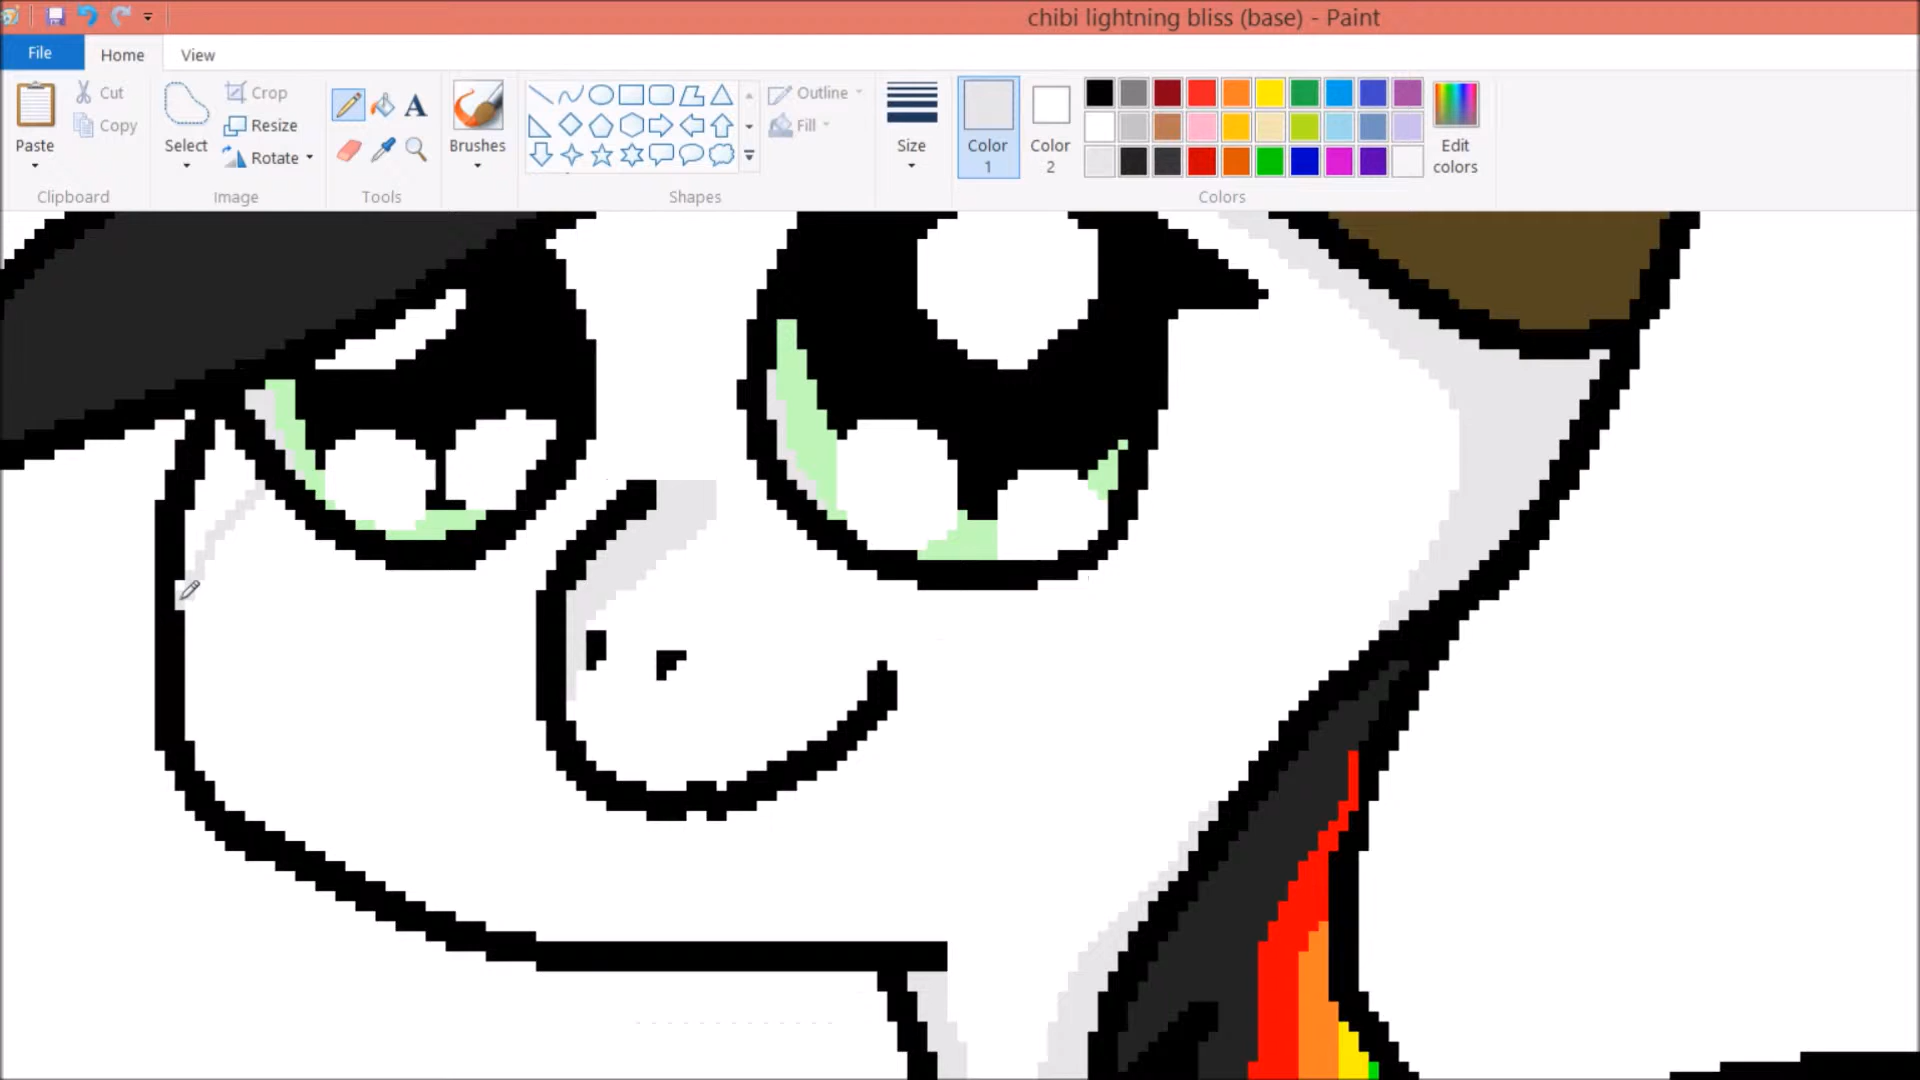 chibi lightning bliss (base) - Paint
File Home View
Paste
Cut
Copy
Clipboard
Select
Crop
Resize
Rotate
Image
A
Tools
Brushes
Shapes
Outline
Fill
Size
Color 1
Color 2
Edit colors
Colors